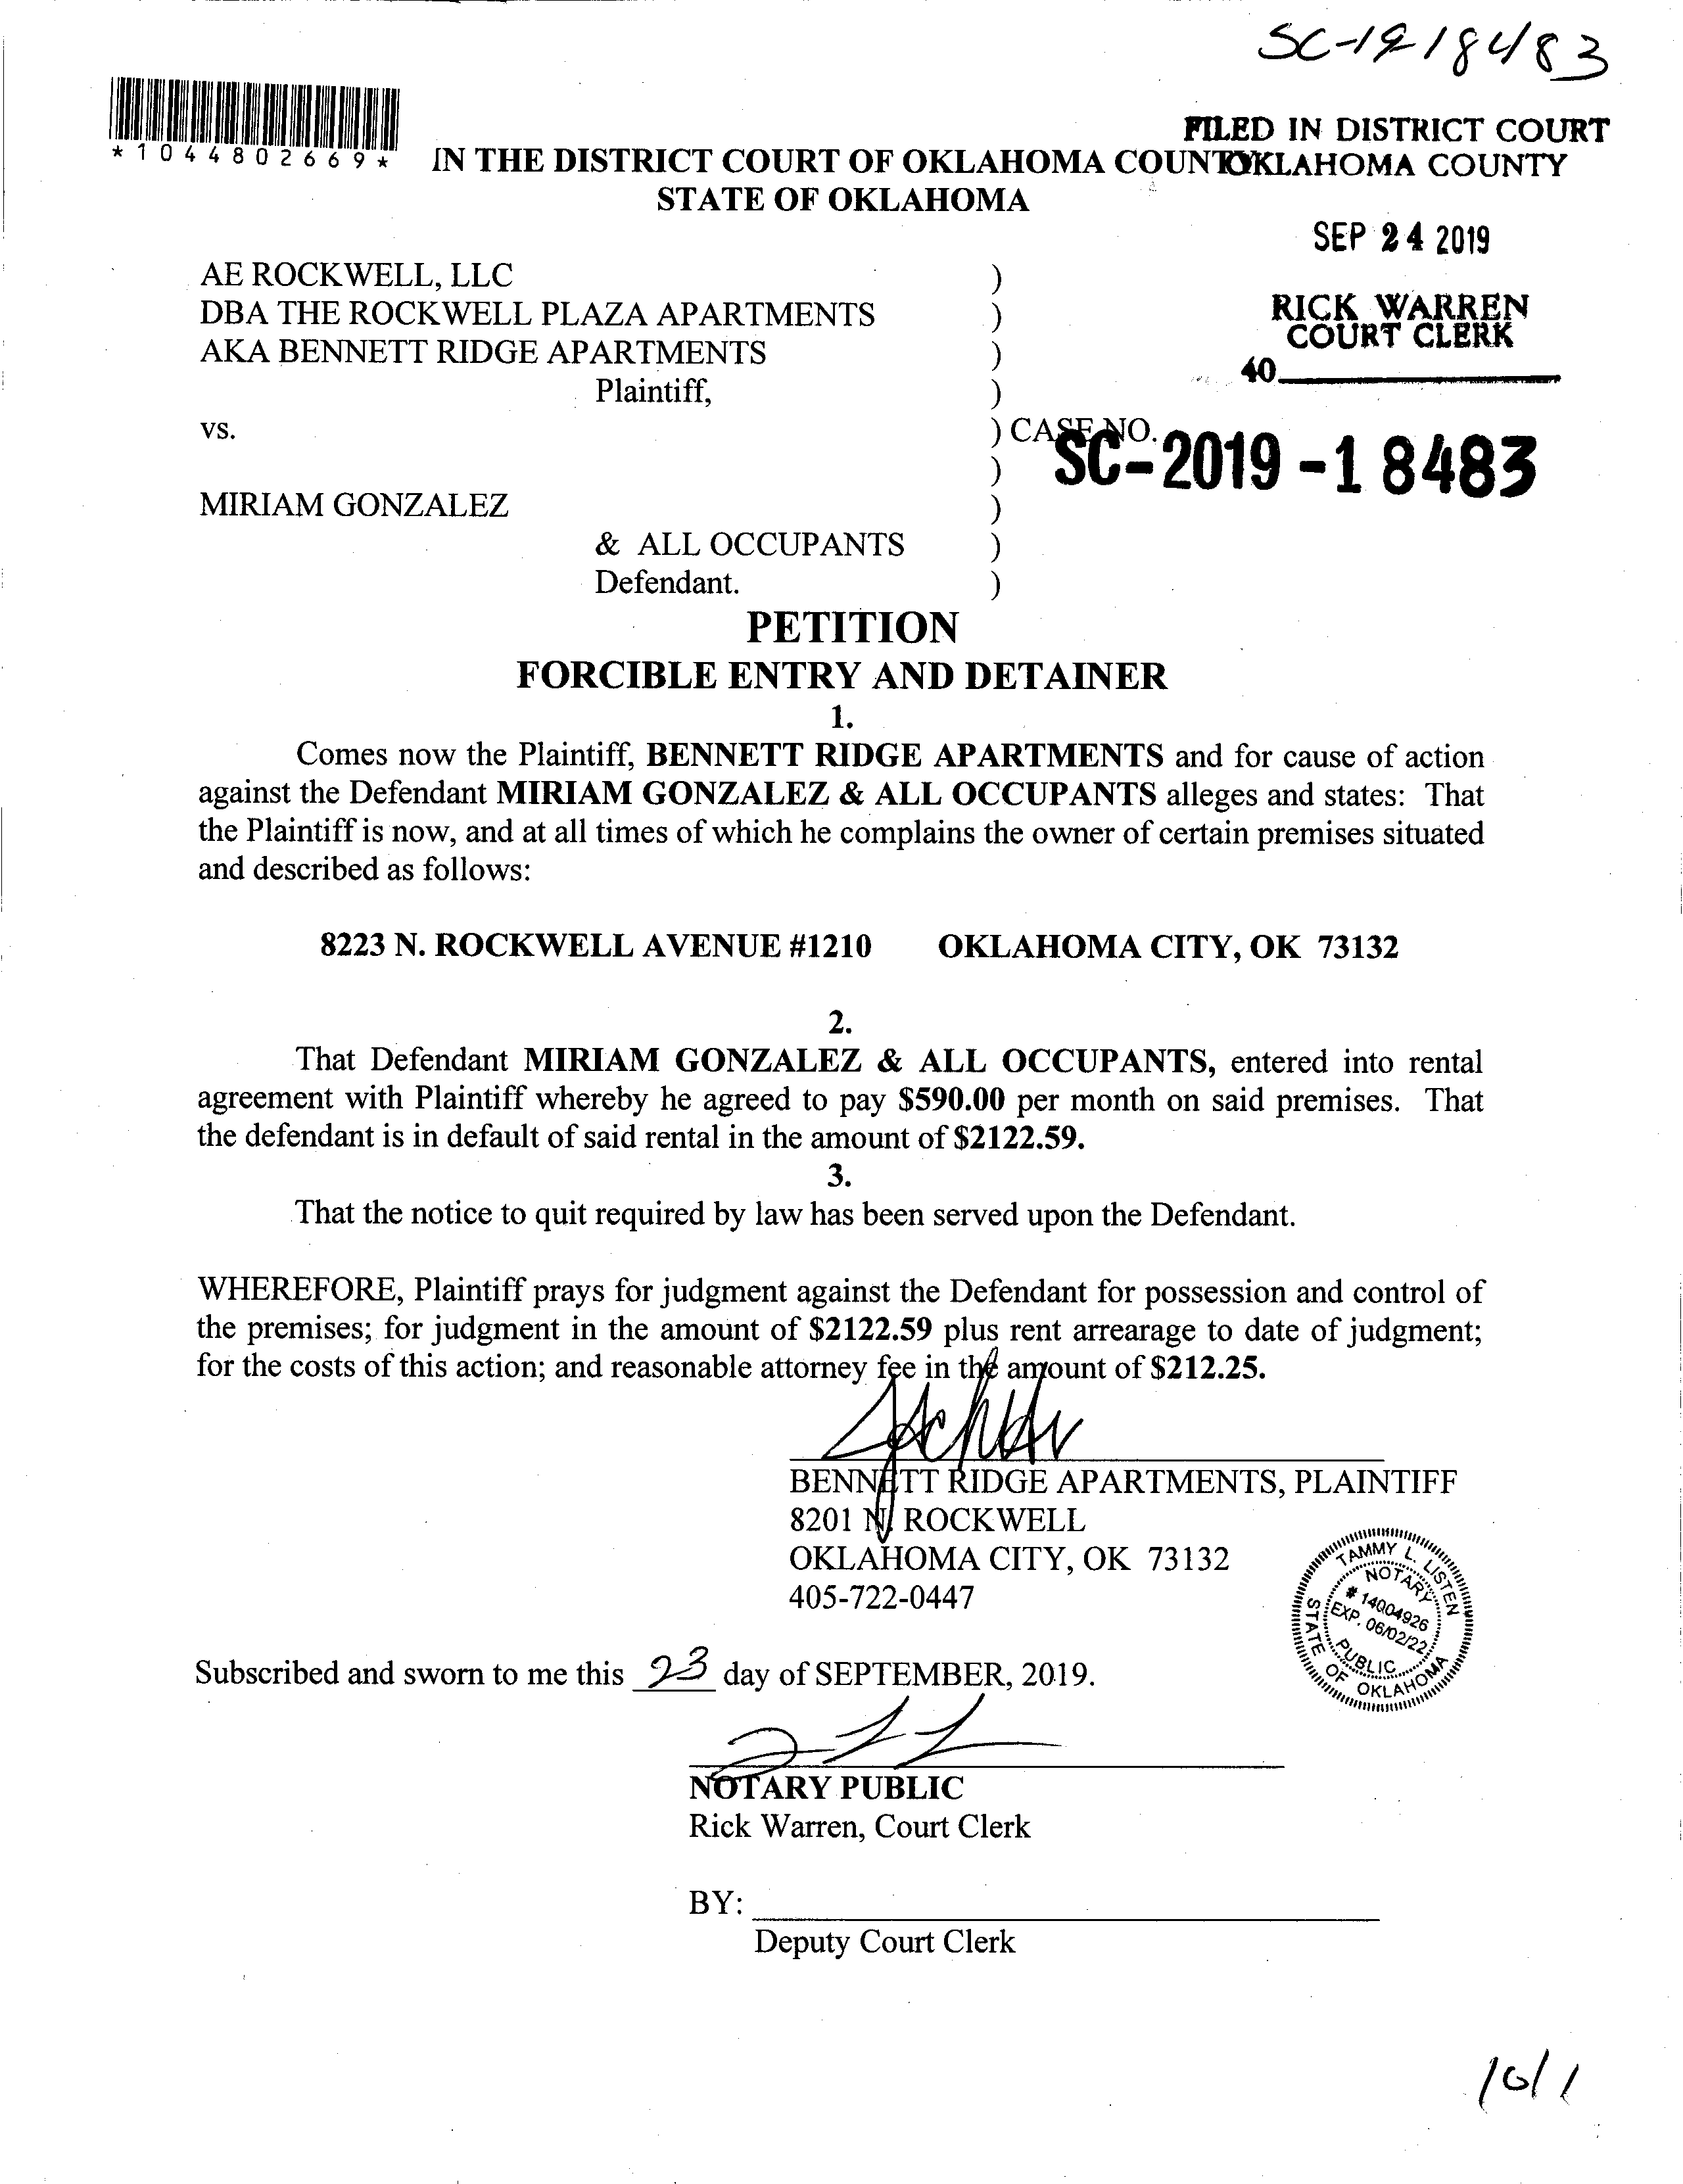 SC-19-18483
*1044802669*
FILED IN DISTRICT COURT
OKLAHOMA COUNTY
IN THE DISTRICT COURT OF OKLAHOMA COUNTY
STATE OF OKLAHOMA
SEP 24 2019
RICK WARREN
COURT CLERK
40
AE ROCKWELL, LLC )
DBA THE ROCKWELL PLAZA APARTMENTS )
AKA BENNETT RIDGE APARTMENTS )
Plaintiff, )
vs. ) CASE NO.
) SC-2019-18483
MIRIAM GONZALEZ )
& ALL OCCUPANTS )
Defendant. )
PETITION
FORCIBLE ENTRY AND DETAINER
1.
Comes now the Plaintiff, BENNETT RIDGE APARTMENTS and for cause of action
against the Defendant MIRIAM GONZALEZ & ALL OCCUPANTS alleges and states: That
the Plaintiff is now, and at all times of which he complains the owner of certain premises situated
and described as follows:
8223 N. ROCKWELL AVENUE #1210 OKLAHOMA CITY, OK 73132
2.
That Defendant MIRIAM GONZALEZ & ALL OCCUPANTS, entered into rental
agreement with Plaintiff whereby he agreed to pay $590.00 per month on said premises. That
the defendant is in default of said rental in the amount of $2122.59.
3.
That the notice to quit required by law has been served upon the Defendant.
WHEREFORE, Plaintiff prays for judgment against the Defendant for possession and control of
the premises; for judgment in the amount of $2122.59 plus rent arrearage to date of judgment;
for the costs of this action; and reasonable attorney fee in the amount of $212.25.
BENNETT RIDGE APARTMENTS, PLAINTIFF
8201 N. ROCKWELL
OKLAHOMA CITY, OK 73132
405-722-0447
TAMMY L. LISTEN
NOTARY
# 14004926
EXP. 06/02/22
PUBLIC
STATE OF OKLAHOMA
Subscribed and sworn to me this 23 day of SEPTEMBER, 2019.
NOTARY PUBLIC
Rick Warren, Court Clerk
BY:
Deputy Court Clerk
10/1